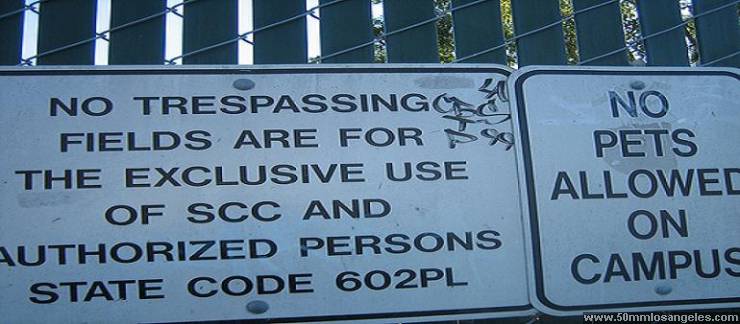 NO TRESPASSING
FIELDS ARE FOR
THE EXCLUSIVE USE
OF SCC AND
AUTHORIZED PERSONS
STATE CODE 602PL
NO
PETS
ALLOWED
ON
CAMPUS
www.50mmlosangeles.com